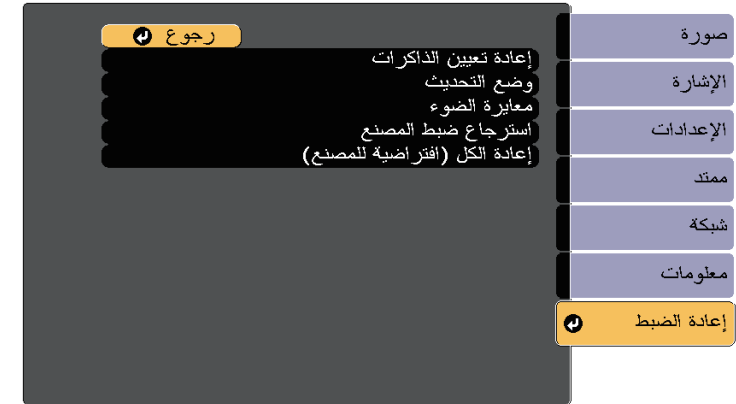 صورة
الإشارة
الإعدادات
ممتد
شبكة
معلومات
إعادة الضبط
رجوع
إعادة تعيين الذاكرات
وضع التحديث
معايرة الضوء
استرجاع ضبط المصنع
إعادة الكل (افتراضية للمصنع)